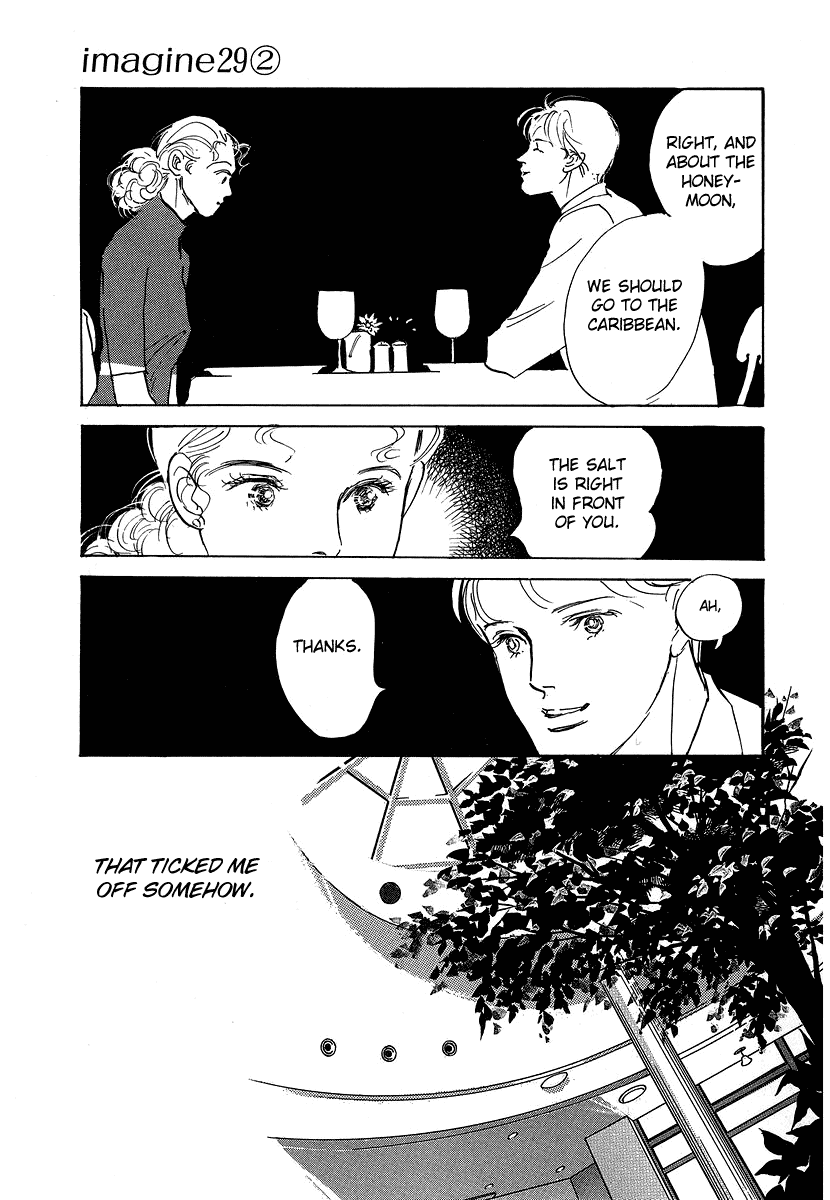 imagine29②
RIGHT, AND
ABOUT THE
HONEY-
MOON,
WE SHOULD
GO TO THE
CARIBBEAN.
THE SALT
IS RIGHT
IN FRONT
OF YOU.
AH,
THANKS.
THAT TICKED ME
OFF SOMEHOW.